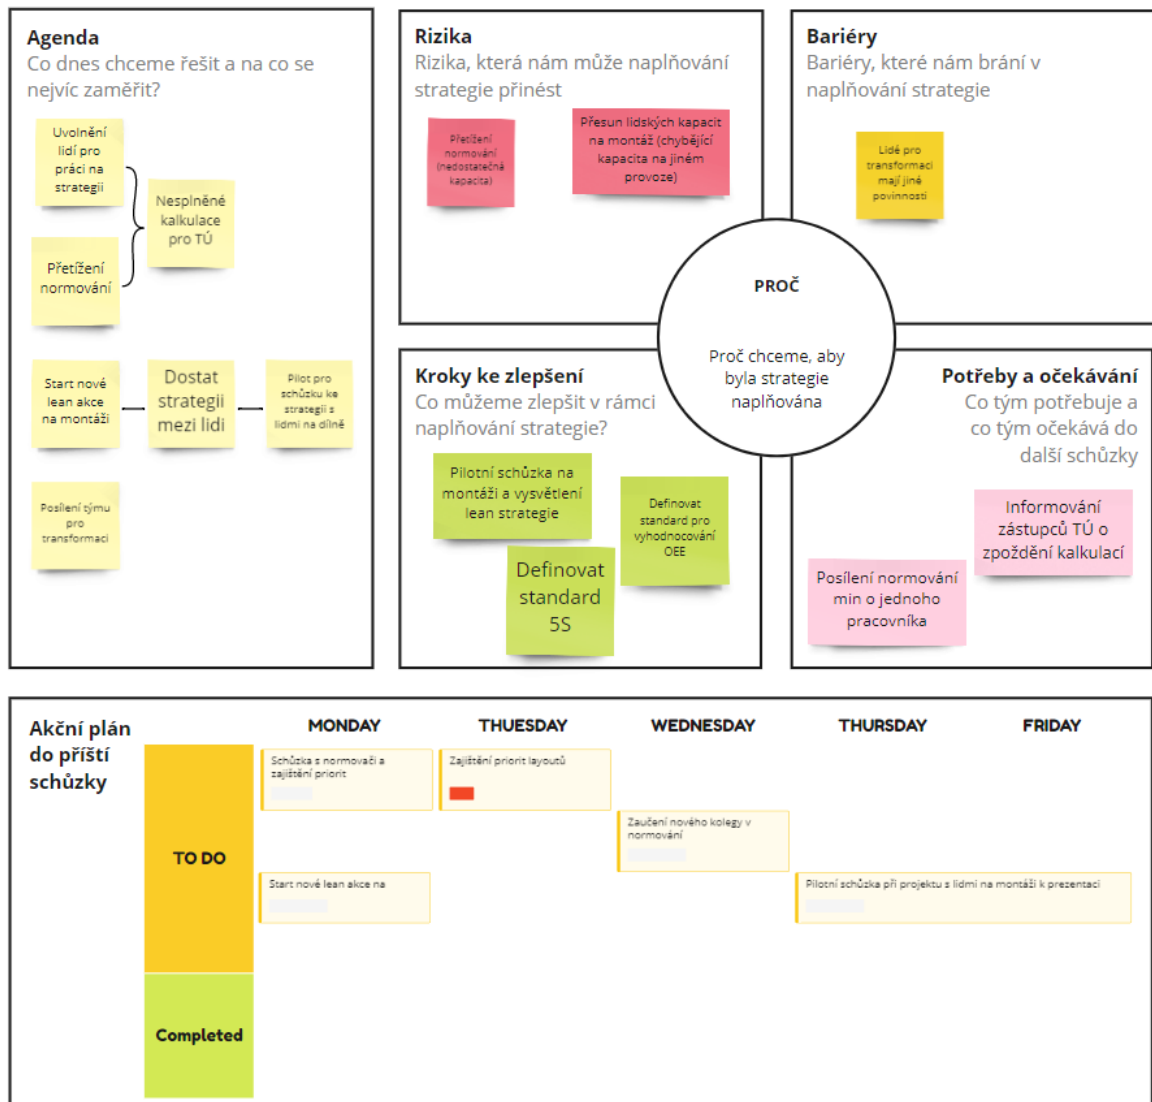 Agenda
Co dnes chceme řešit a na co se
nejvíc zaměřit?
Uvolnění
lidí pro
práci na
strategii
Nesplněné
kalkulace
pro TÚ
Přetížení
normování
Start nové
lean akce
na montáži
Dostat
strategii
mezi lidi
Pilot pro
schůzku ke
strategii s
lidmi na dílně
Posílení týmu
pro
transformaci
Rizika
Rizika, která nám může naplňování
strategie přinést
Přetížení
normování
(nedostatečná
kapacita)
Přesun lidských kapacit
na montáž (chybějící
kapacita na jiném
provoze)
Bariéry
Bariéry, které nám brání v
naplňování strategie
Lidé pro
transformaci
mají jiné
povinnosti
PROČ
Proč chceme, aby
byla strategie
naplňována
Kroky ke zlepšení
Co můžeme zlepšit v rámci
naplňování strategie?
Pilotní schůzka na
montáži a vysvětlení
lean strategie
Definovat
standard pro
vyhodnocování
OEE
Definovat
standard
5S
Potřeby a očekávání
Co tým potřebuje a
co tým očekává do
další schůzky
Informování
zástupců TÚ o
zpoždění kalkulací
Posílení normování
min o jednoho
pracovníka
Akční plán
do příští
schůzky
MONDAY
THUESDAY
WEDNESDAY
THURSDAY
FRIDAY
TO DO
Schůzka s normovači a
zajištění priorit
Zajištění priorit layoutů
Zaučení nového kolegy v
normování
Start nové lean akce na
Pilotní schůzka při projektu s lidmi na montáži k prezentaci
Completed